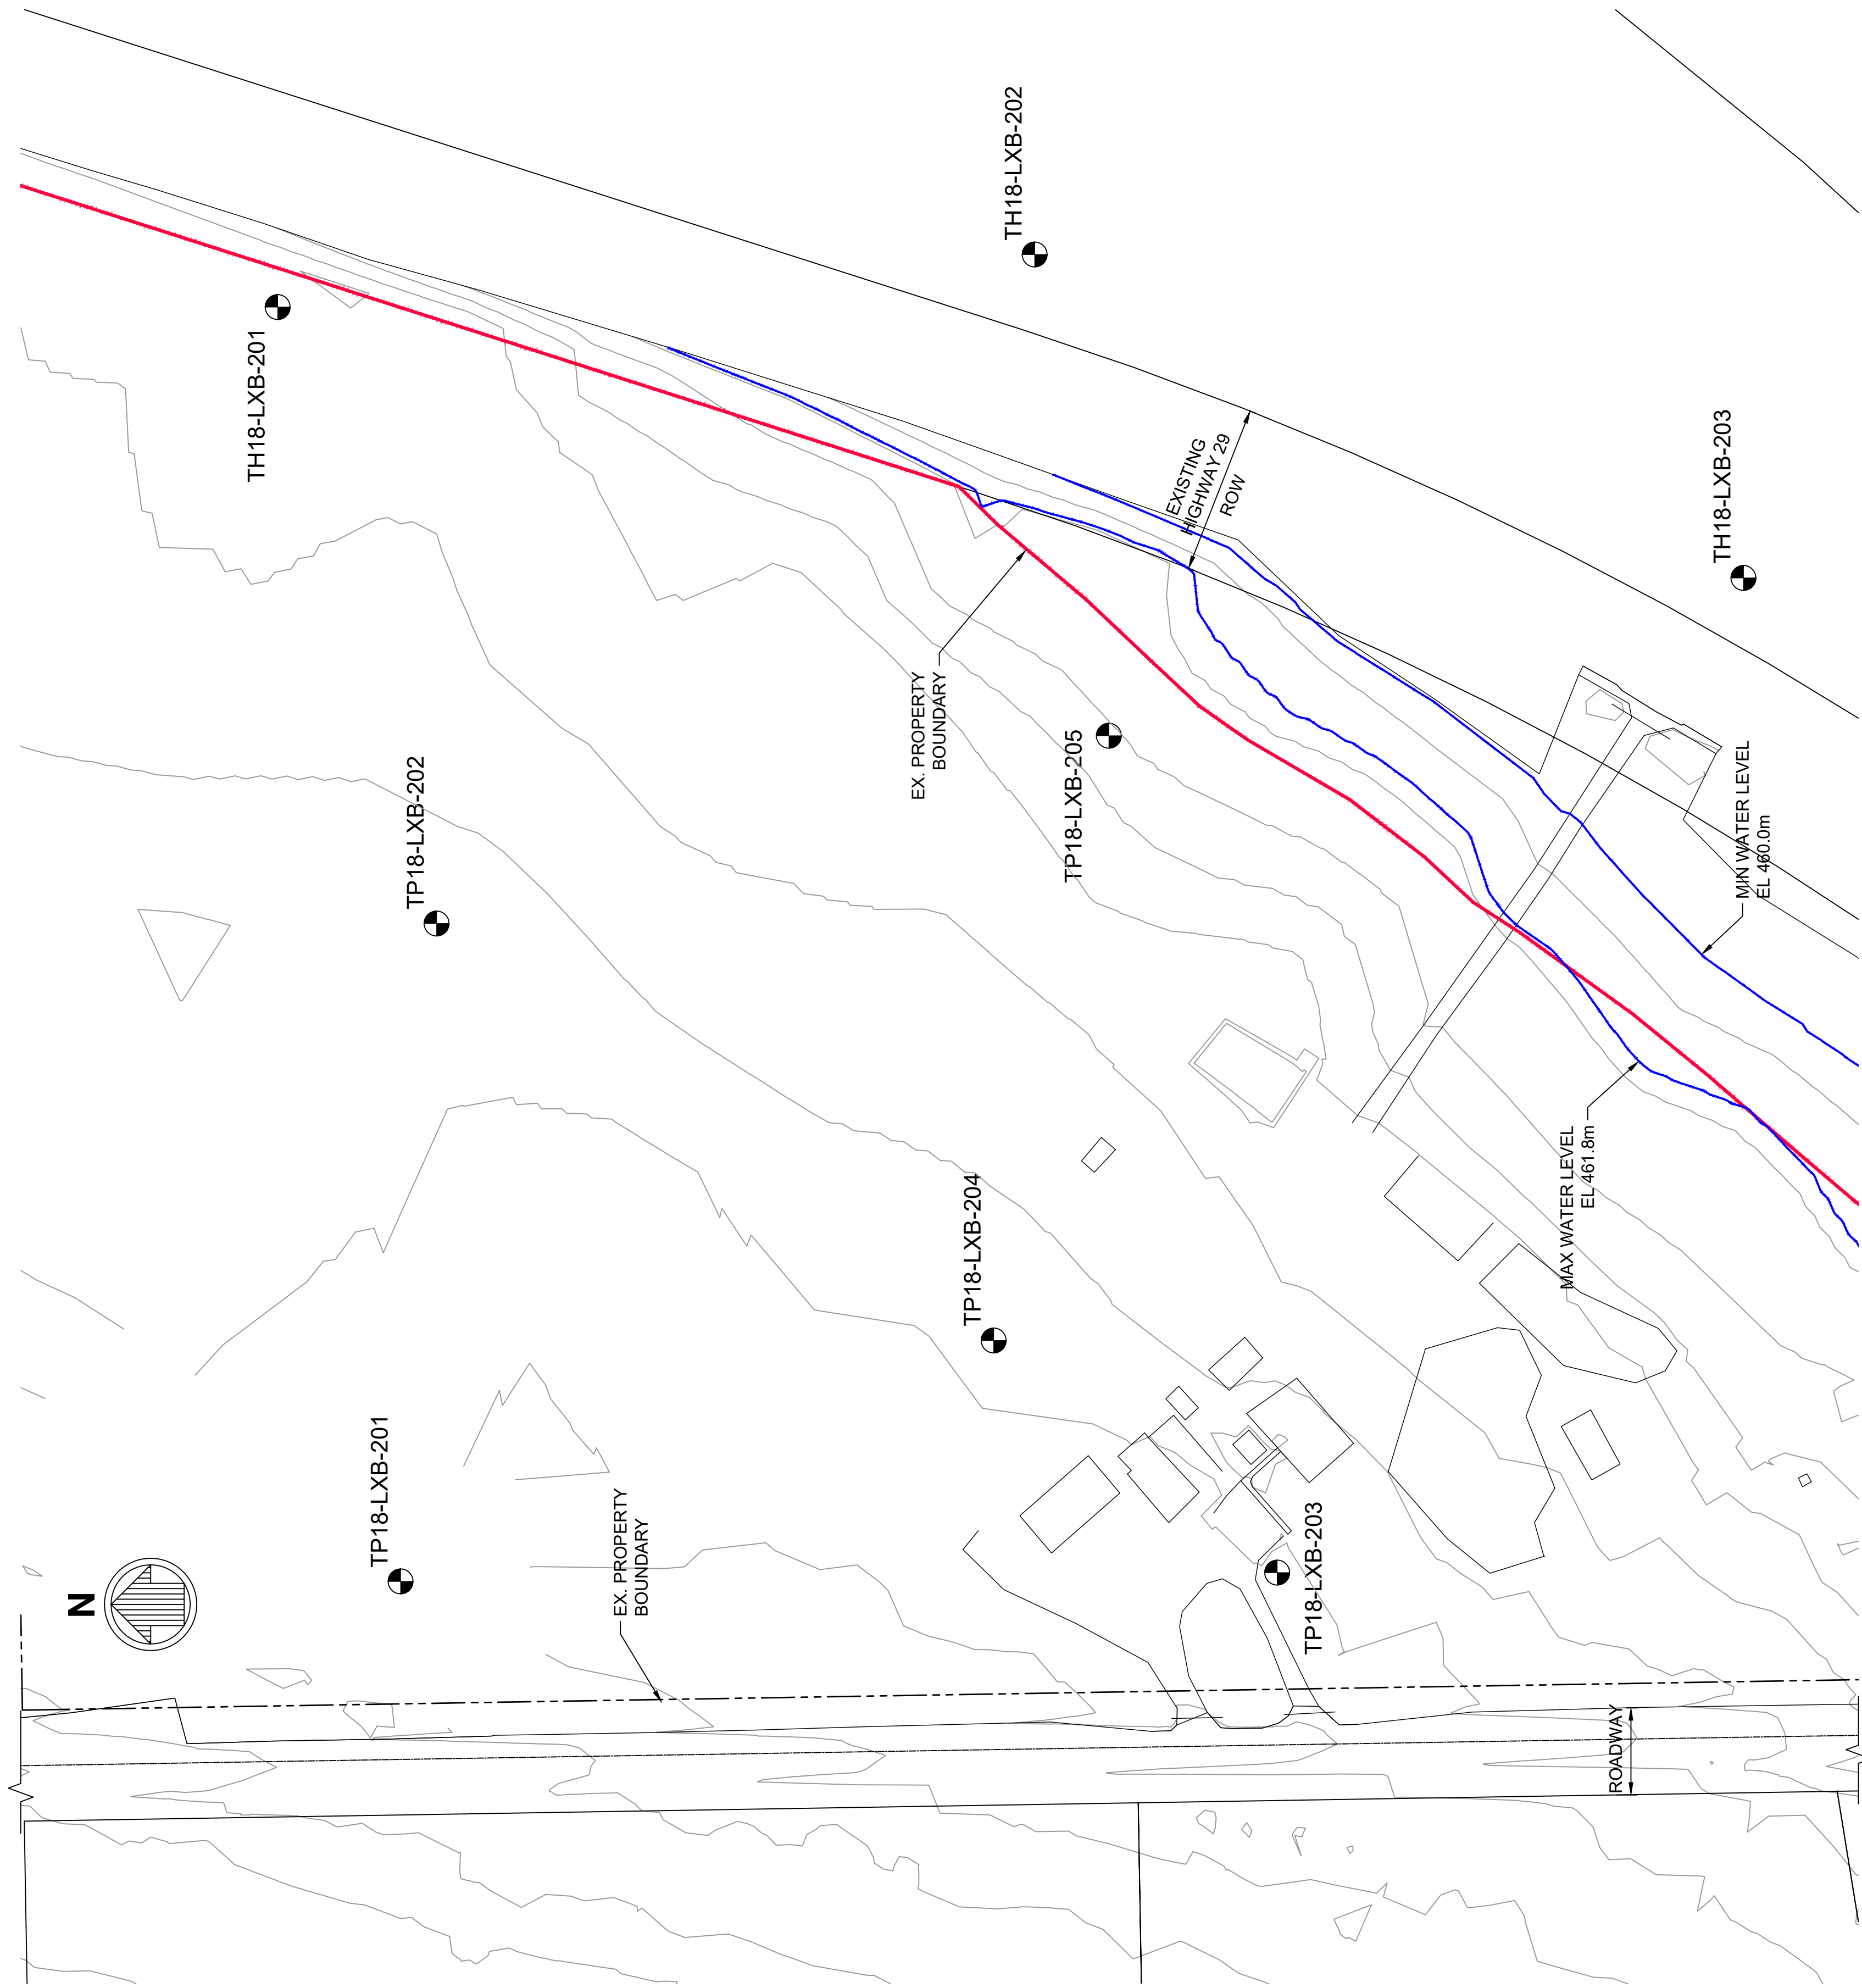 TH18-LXB-202
TH18-LXB-201
EXISTING
HIGHWAY 29
ROW
TH18-LXB-203
EX. PROPERTY
BOUNDARY
TP18-LXB-205
TP18-LXB-202
MIN WATER LEVEL
EL 460.0m
MAX WATER LEVEL
EL 461.8m
TP18-LXB-204
TP18-LXB-201
EX. PROPERTY
BOUNDARY
TP18-LXB-203
N
ROADWAY